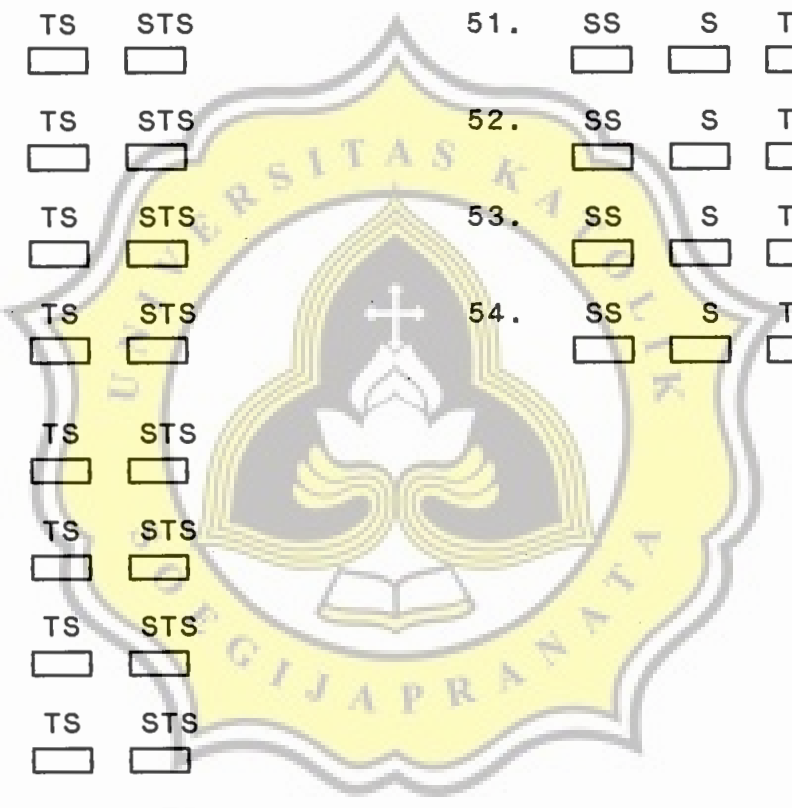 TS STS 51. SS S T
TS STS 52. SS S T
TS STS 53. SS S T
TS STS 54. SS S T
TS STS
TS STS
TS STS
TS STS
UNIVERSITAS KATOLIK
SOEGIJAPRANATA